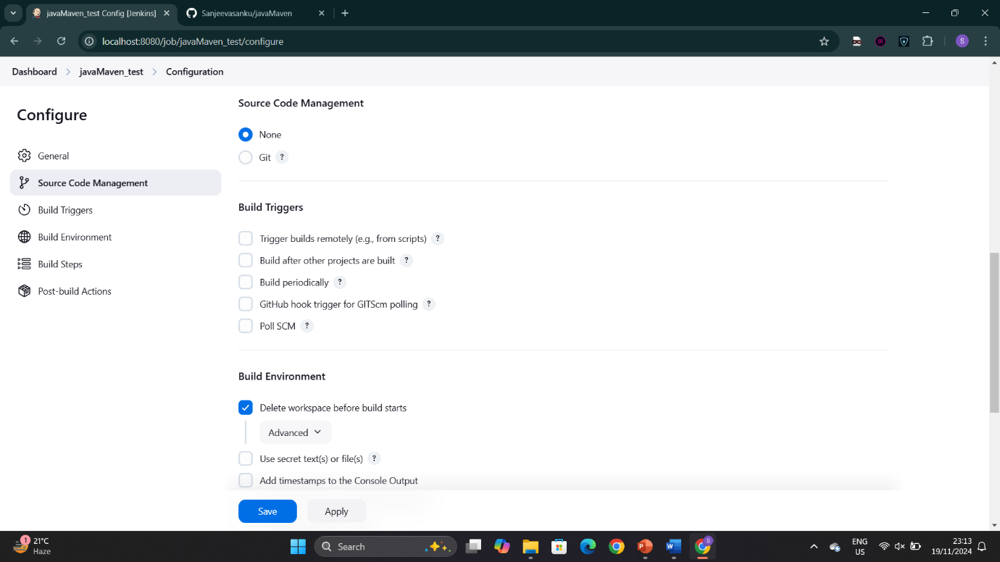 javaMaven_test Config [Jenkins]
Sanjeevasanku/javaMaven
localhost:8080/job/javaMaven_test/configure
S
Dashboard > javaMaven_test > Configuration
Configure
General
Source Code Management
Build Triggers
Build Environment
Build Steps
Post-build Actions
Source Code Management
None
Git ?
Build Triggers
Trigger builds remotely (e.g., from scripts) ?
Build after other projects are built ?
Build periodically ?
GitHub hook trigger for GITScm polling ?
Poll SCM ?
Build Environment
Delete workspace before build starts
Advanced
Use secret text(s) or file(s) ?
Add timestamps to the Console Output
Save
Apply
1
21°C
Haze
Search
ENG
US
23:13
19/11/2024